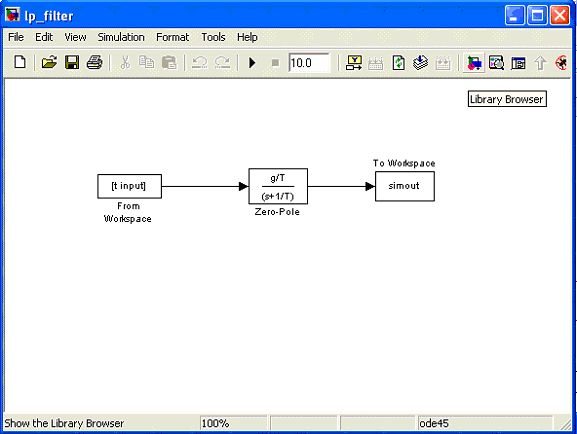 lp_filter
File Edit View Simulation Format Tools Help
10.0
Library Browser
To Workspace
[t input]
g/T
(s+1/T)
simout
From
Workspace
Zero-Pole
Show the Library Browser 100% ode45